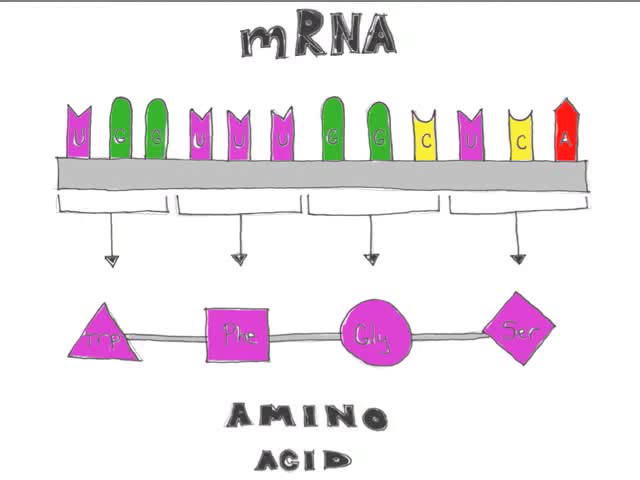 mRNA
U G G U U U G G C U C A
Trp Phe Gly Ser
AMINO
ACID